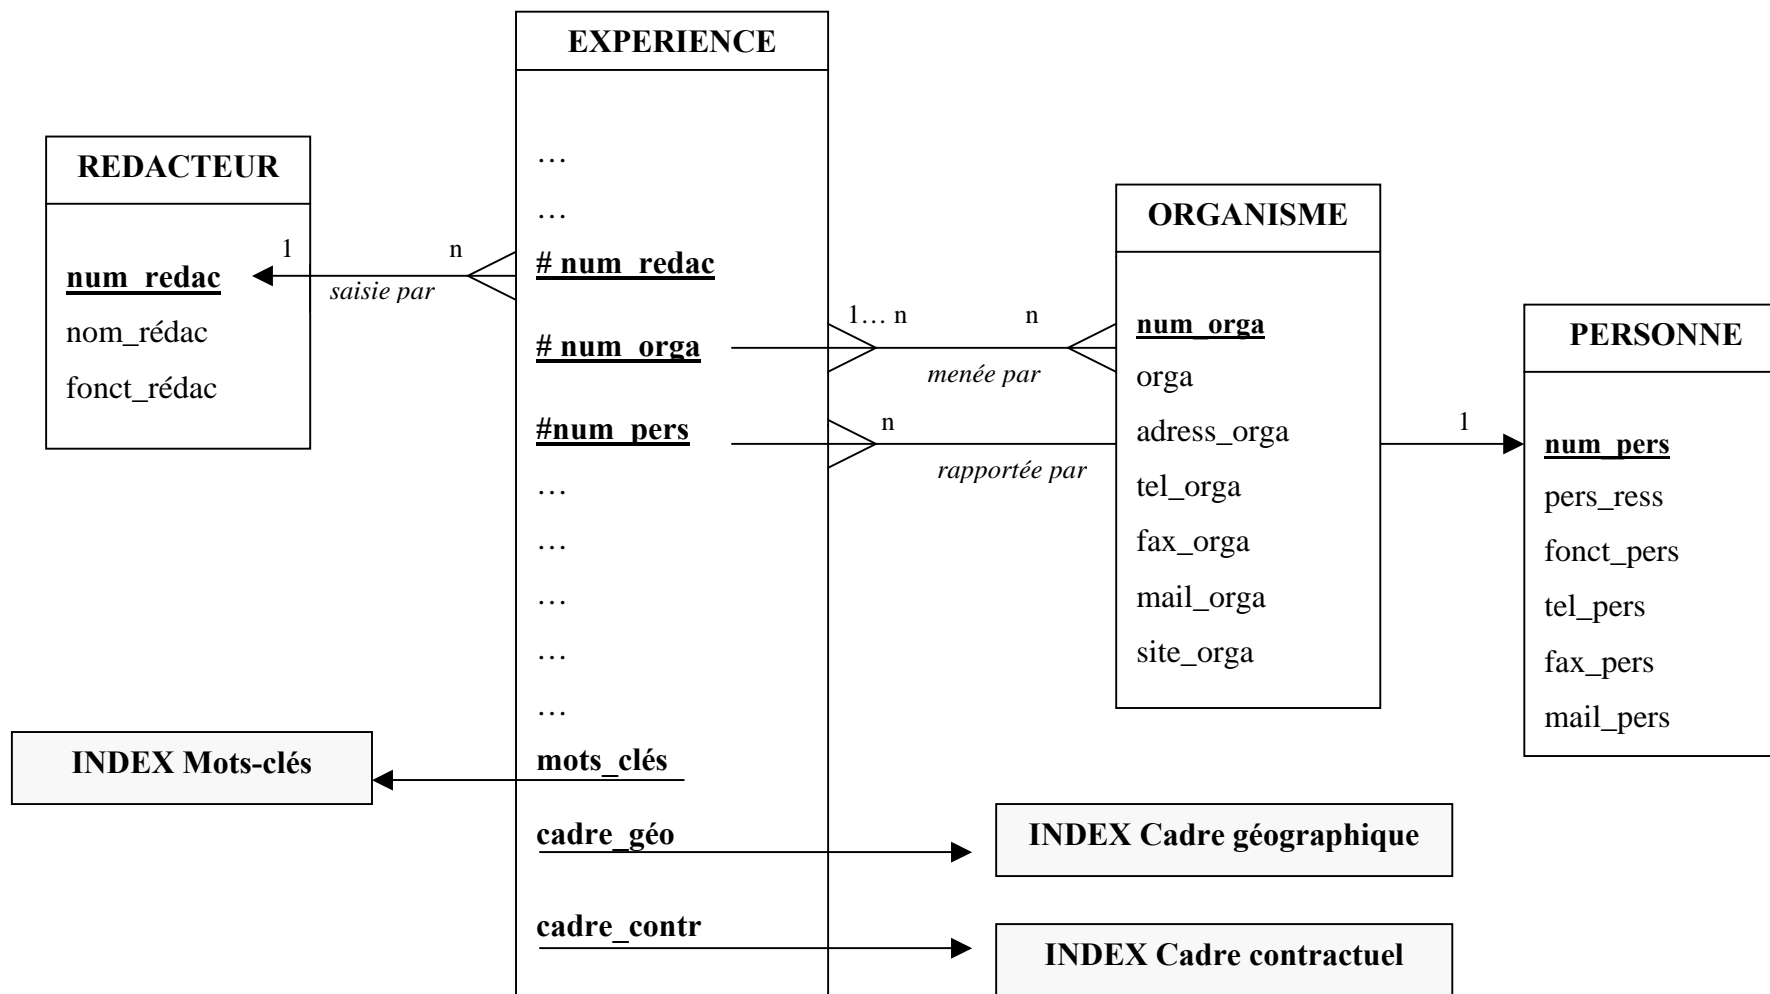 EXPERIENCE
…
…
# num_redac
# num_orga
#num_pers
…
…
…
…
…
mots_clés
cadre_géo
cadre_contr
REDACTEUR
num_redac
nom_rédac
fonct_rédac
1
n
saisie par
1… n
n
menée par
n
rapportée par
1
ORGANISME
num_orga
orga
adress_orga
tel_orga
fax_orga
mail_orga
site_orga
PERSONNE
num_pers
pers_ress
fonct_pers
tel_pers
fax_pers
mail_pers
INDEX Mots-clés
INDEX Cadre géographique
INDEX Cadre contractuel